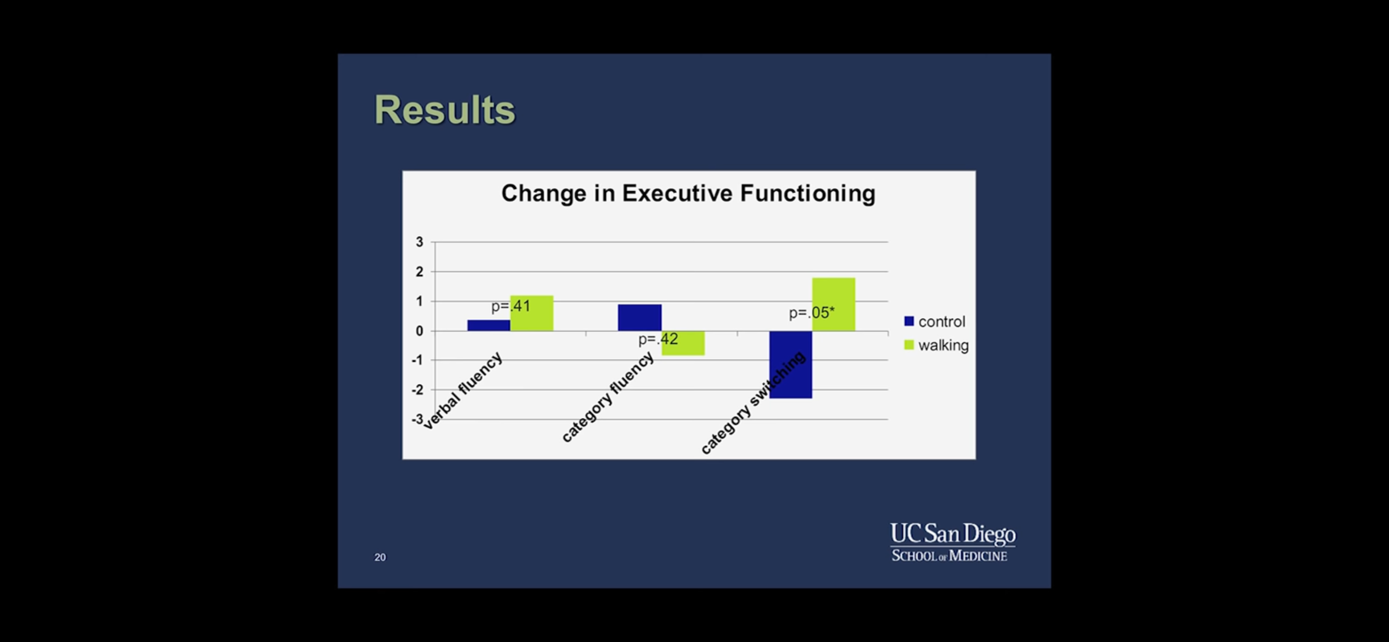 Results
Change in Executive Functioning
3
2
1
0
-1
-2
-3
p=.41
p=.42
p=.05*
verbal fluency
category fluency
category switching
control
walking
20
UC San Diego
SCHOOL OF MEDICINE